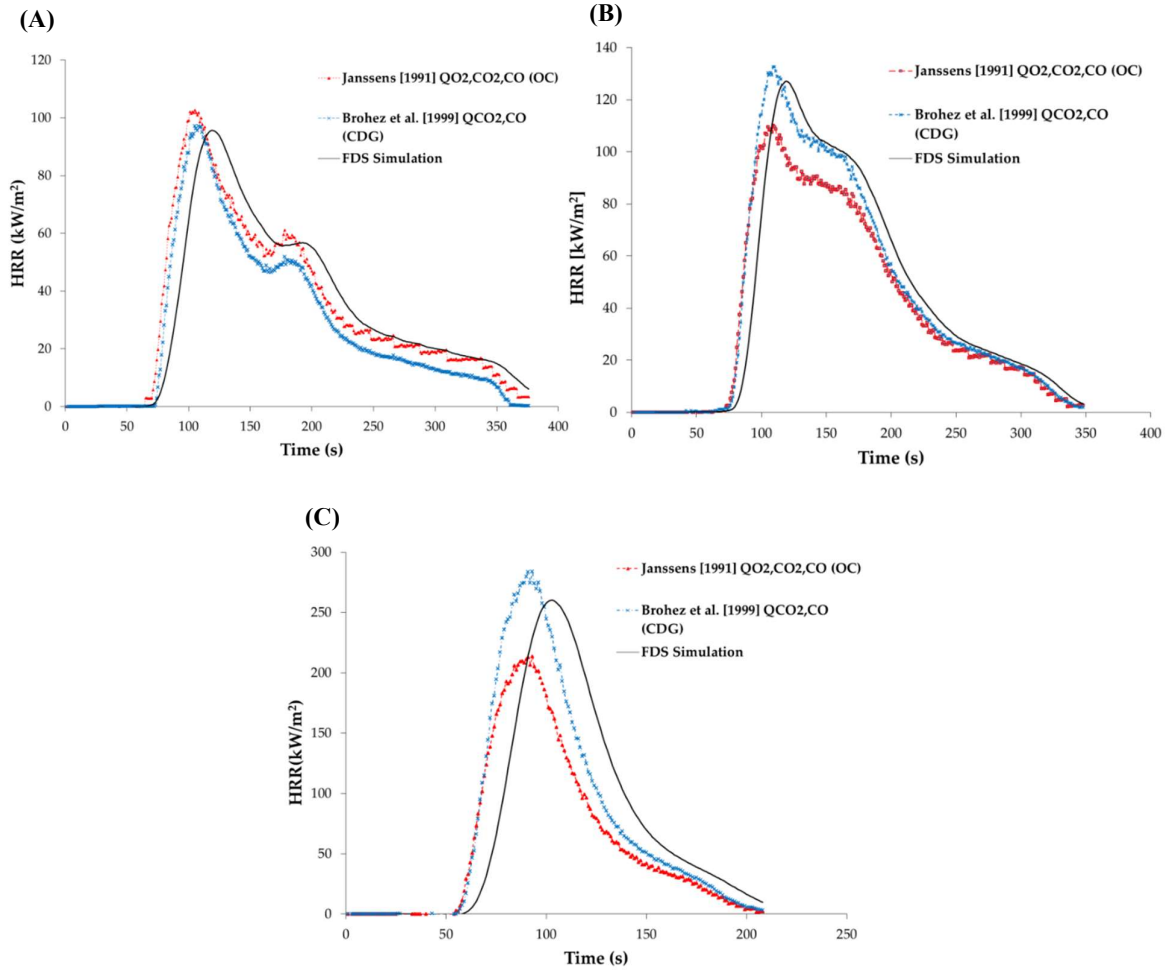 (A)
120
100
80
60
40
20
0
HRR (kW/m²)
0 50 100 150 200 250 300 350 400
Time (s)
Janssens [1991] QO2,CO2,CO (OC)
Brohez et al. [1999] QCO2,CO
(CDG)
FDS Simulation
(B)
140
120
100
80
60
40
20
0
HRR [kW/m²]
0 50 100 150 200 250 300 350 400
Time (s)
Janssens [1991] QO2,CO2,CO (OC)
Brohez et al. [1999] QCO2,CO
(CDG)
FDS Simulation
(C)
300
250
200
150
100
50
0
HRR(kW/m²)
0 50 100 150 200 250
Time (s)
Janssens [1991] QO2,CO2,CO (OC)
Brohez et al. [1999] QCO2,CO
(CDG)
FDS Simulation